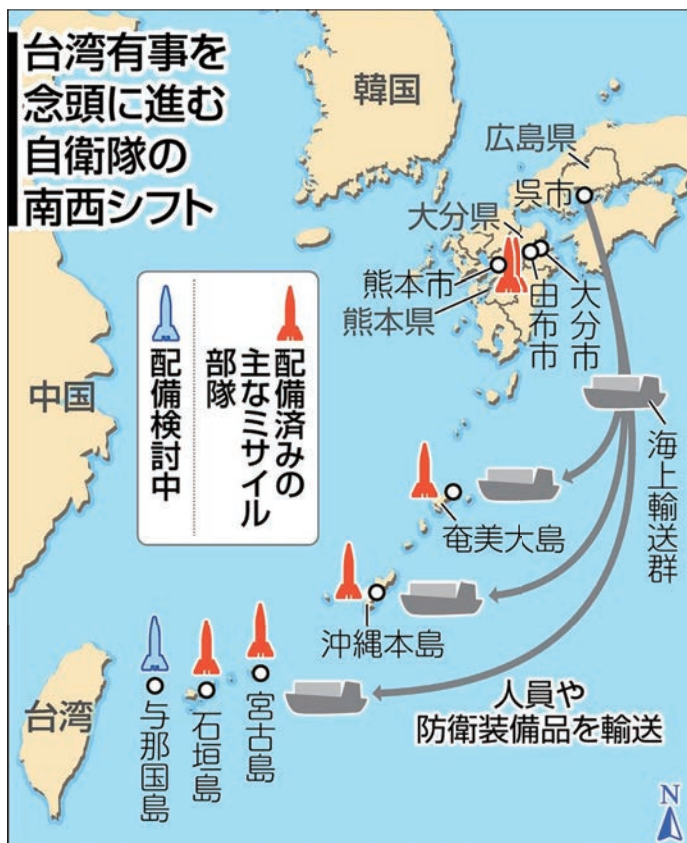 台湾有事を
念頭に進む
自衛隊の
南西シフト
韓国
広島県
呉市
大分県
熊本市
熊本県
由布市
大分市
中国
配備済みの
主なミサイル
部隊
配備検討中
海上輸送群
奄美大島
沖縄本島
台湾
与那国島
石垣島
宮古島
人員や
防衛装備品を輸送
N